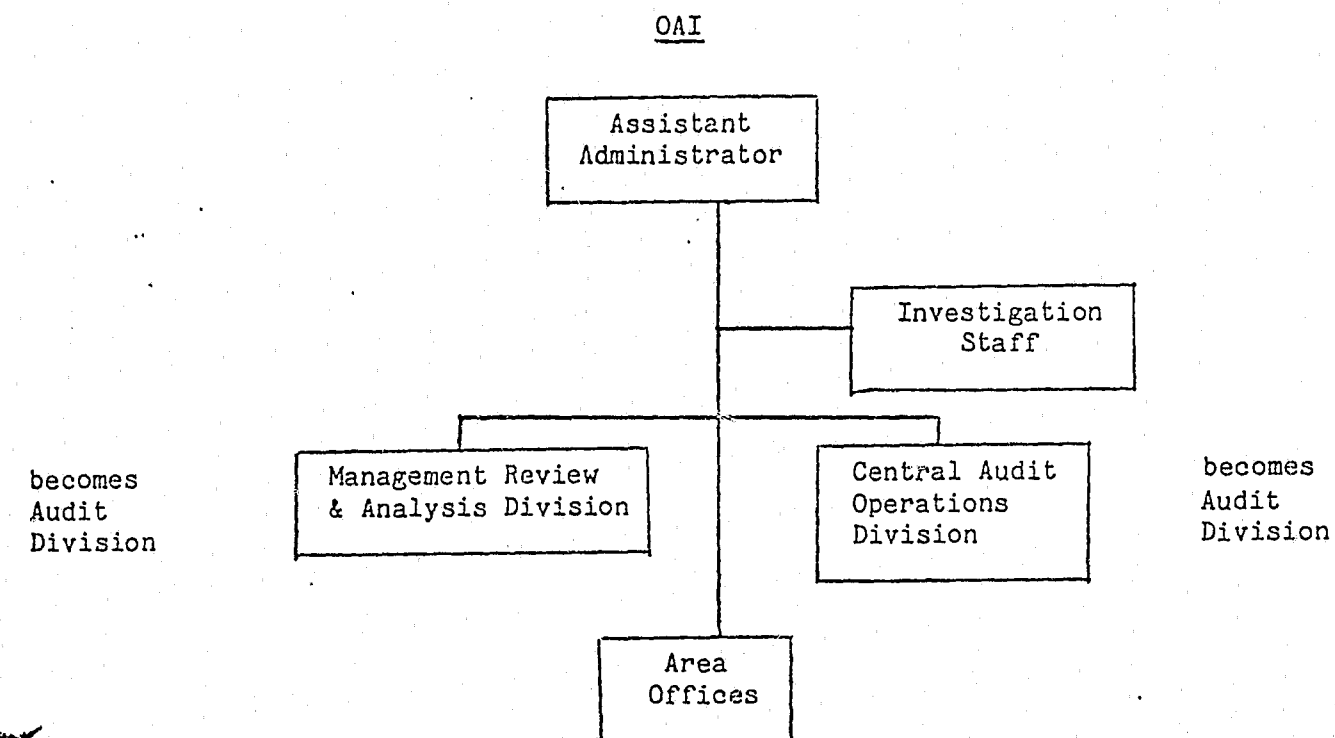 OAI
Assistant
Administrator
Investigation
Staff
becomes
Audit
Division
Management Review
& Analysis Division
Central Audit
Operations
Division
becomes
Audit
Division
Area
Offices